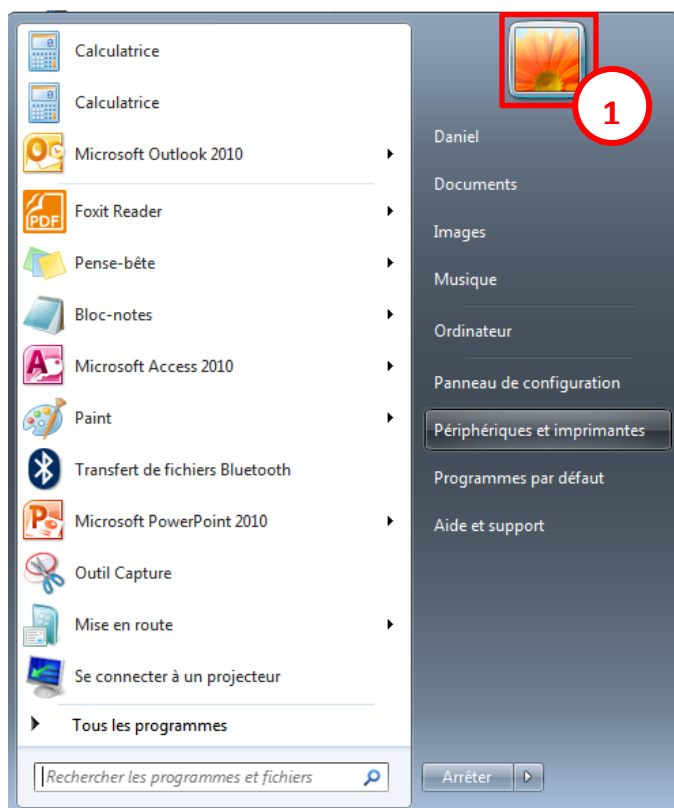 Calculatrice
Calculatrice
Microsoft Outlook 2010
Foxit Reader
PDF
Pense-bête
Bloc-notes
Microsoft Access 2010
Paint
Transfert de fichiers Bluetooth
Microsoft PowerPoint 2010
Outil Capture
Mise en route
Se connecter à un projecteur
Tous les programmes
Rechercher les programmes et fichiers
1
Daniel
Documents
Images
Musique
Ordinateur
Panneau de configuration
Périphériques et imprimantes
Programmes par défaut
Aide et support
Arrêter